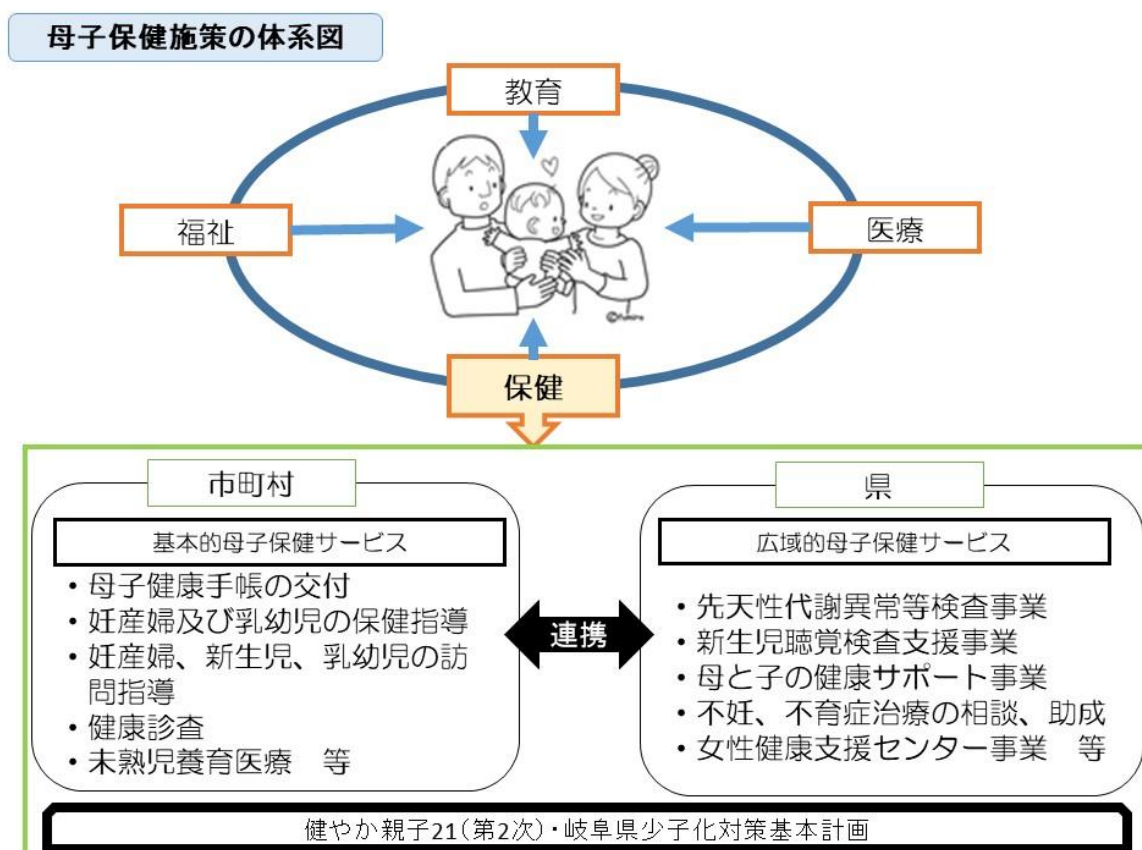 母子保健施策の体系図
教育
福祉
医療
保健
市町村
基本的母子保健サービス
・母子健康手帳の交付
・妊産婦及び乳幼児の保健指導
・妊産婦、新生児、乳幼児の訪
問指導
・健康診査
・未熟児養育医療　等
連携
県
広域的母子保健サービス
・先天性代謝異常等検査事業
・新生児聴覚検査支援事業
・母と子の健康サポート事業
・不妊、不育症治療の相談、助成
・女性健康支援センター事業　等
健やか親子21(第2次)・岐阜県少子化対策基本計画